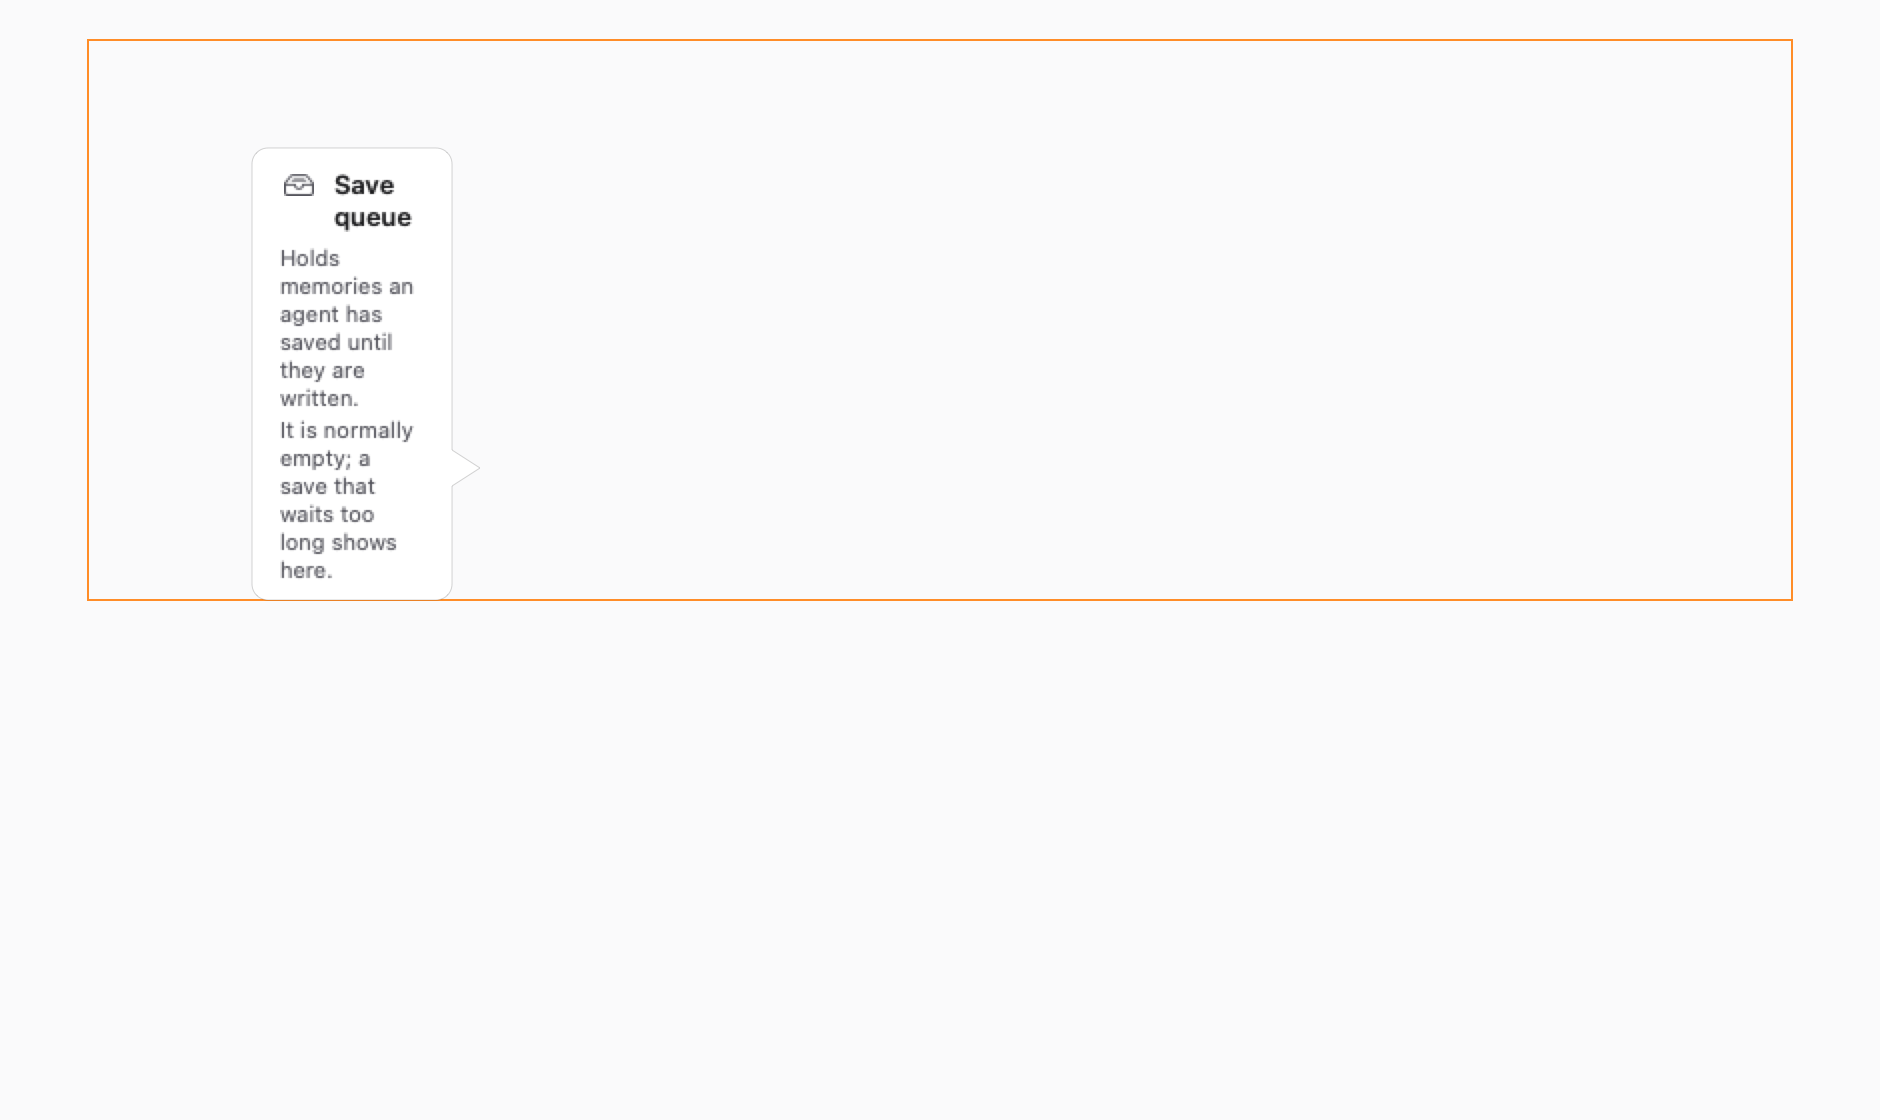 Save
queue
Holds
memories an
agent has
saved until
they are
written.
It is normally
empty; a
save that
waits too
long shows
here.